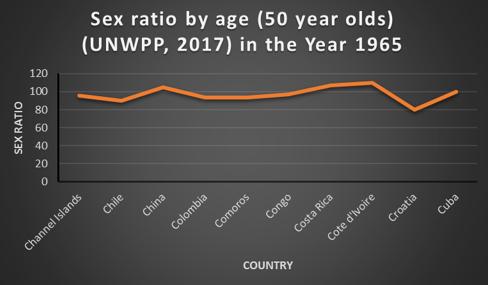 Sex ratio by age (50 year olds)
(UNWPP, 2017) in the Year 1965
120
100
80
60
40
20
0
SEX RATIO
Channel Islands
Chile
China
Colombia
Comoros
Congo
Costa Rica
Cote d'Ivoire
Croatia
Cuba
COUNTRY